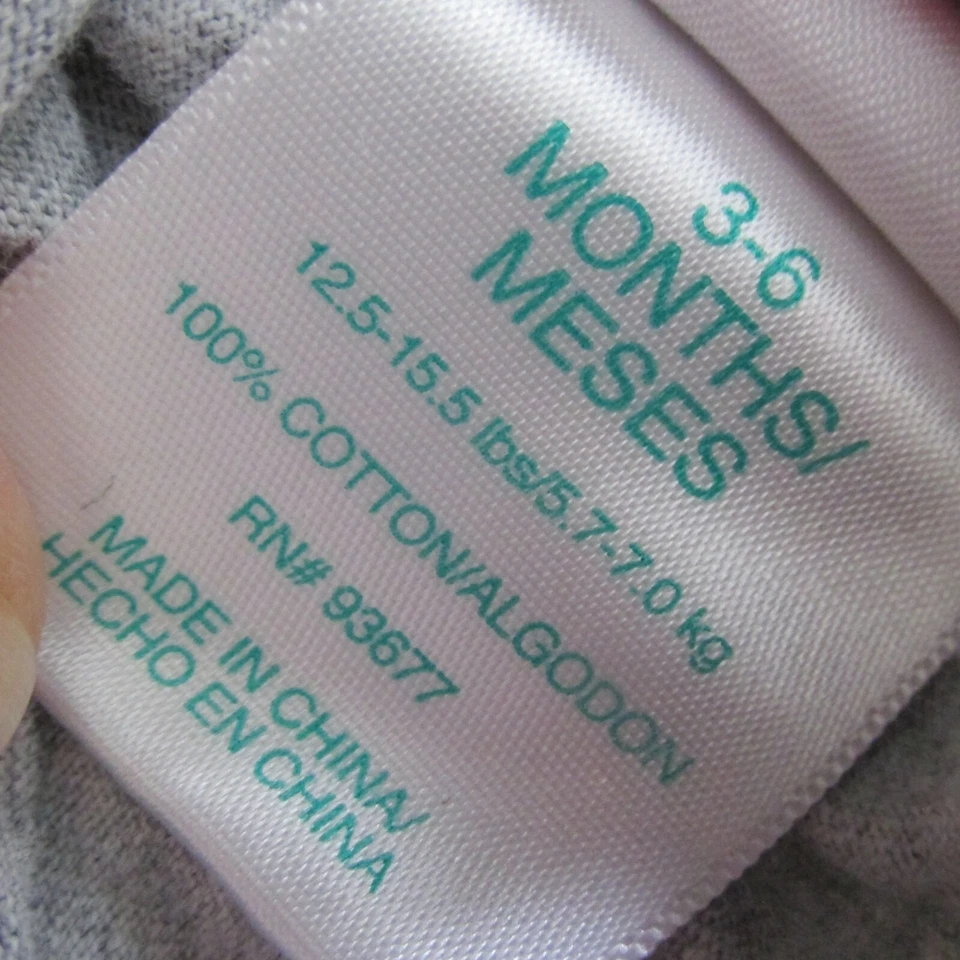 3-6
MONTHS/
MESES
12.5-15.5 lbs/5.7-7.0 kg
100% COTTON/ALGODON
RN# 93677
MADE IN CHINA/
HECHO EN CHINA